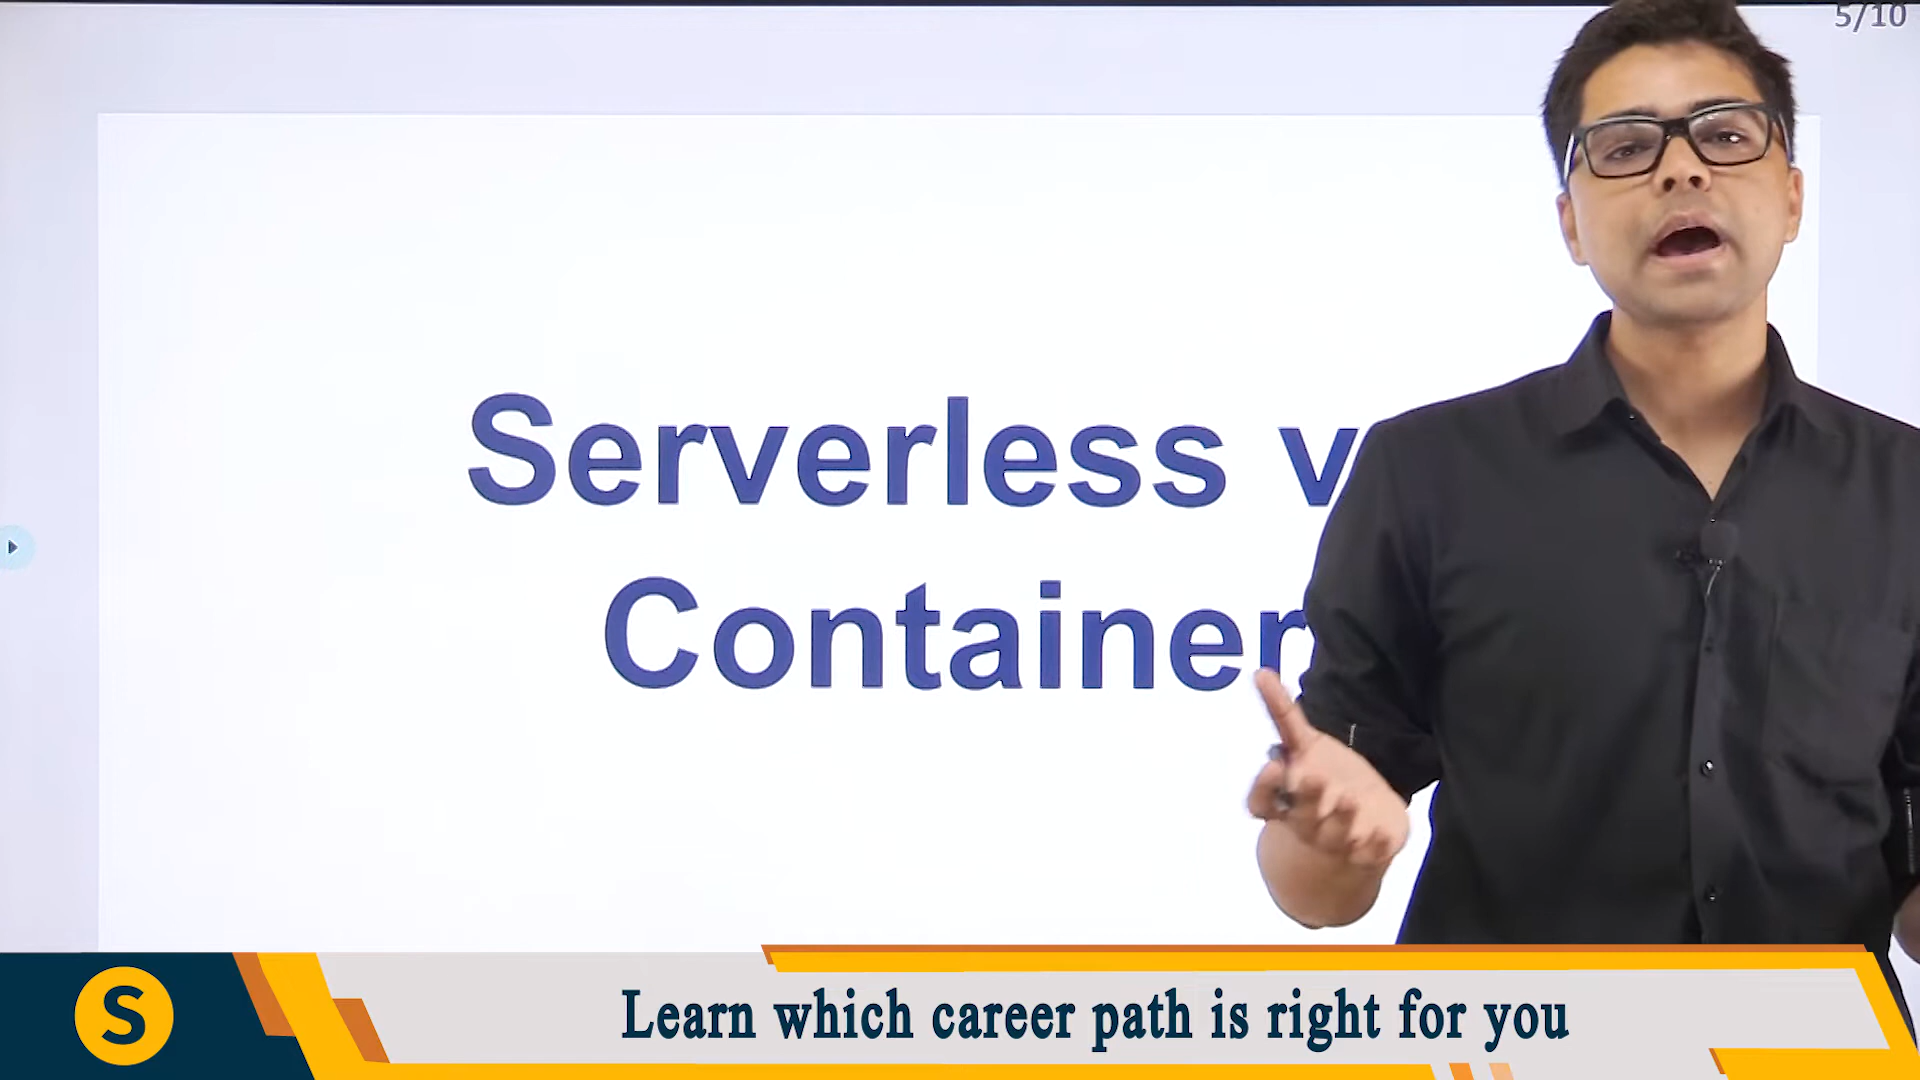 5/10
Serverless
Container
S
Learn which career path is right for you